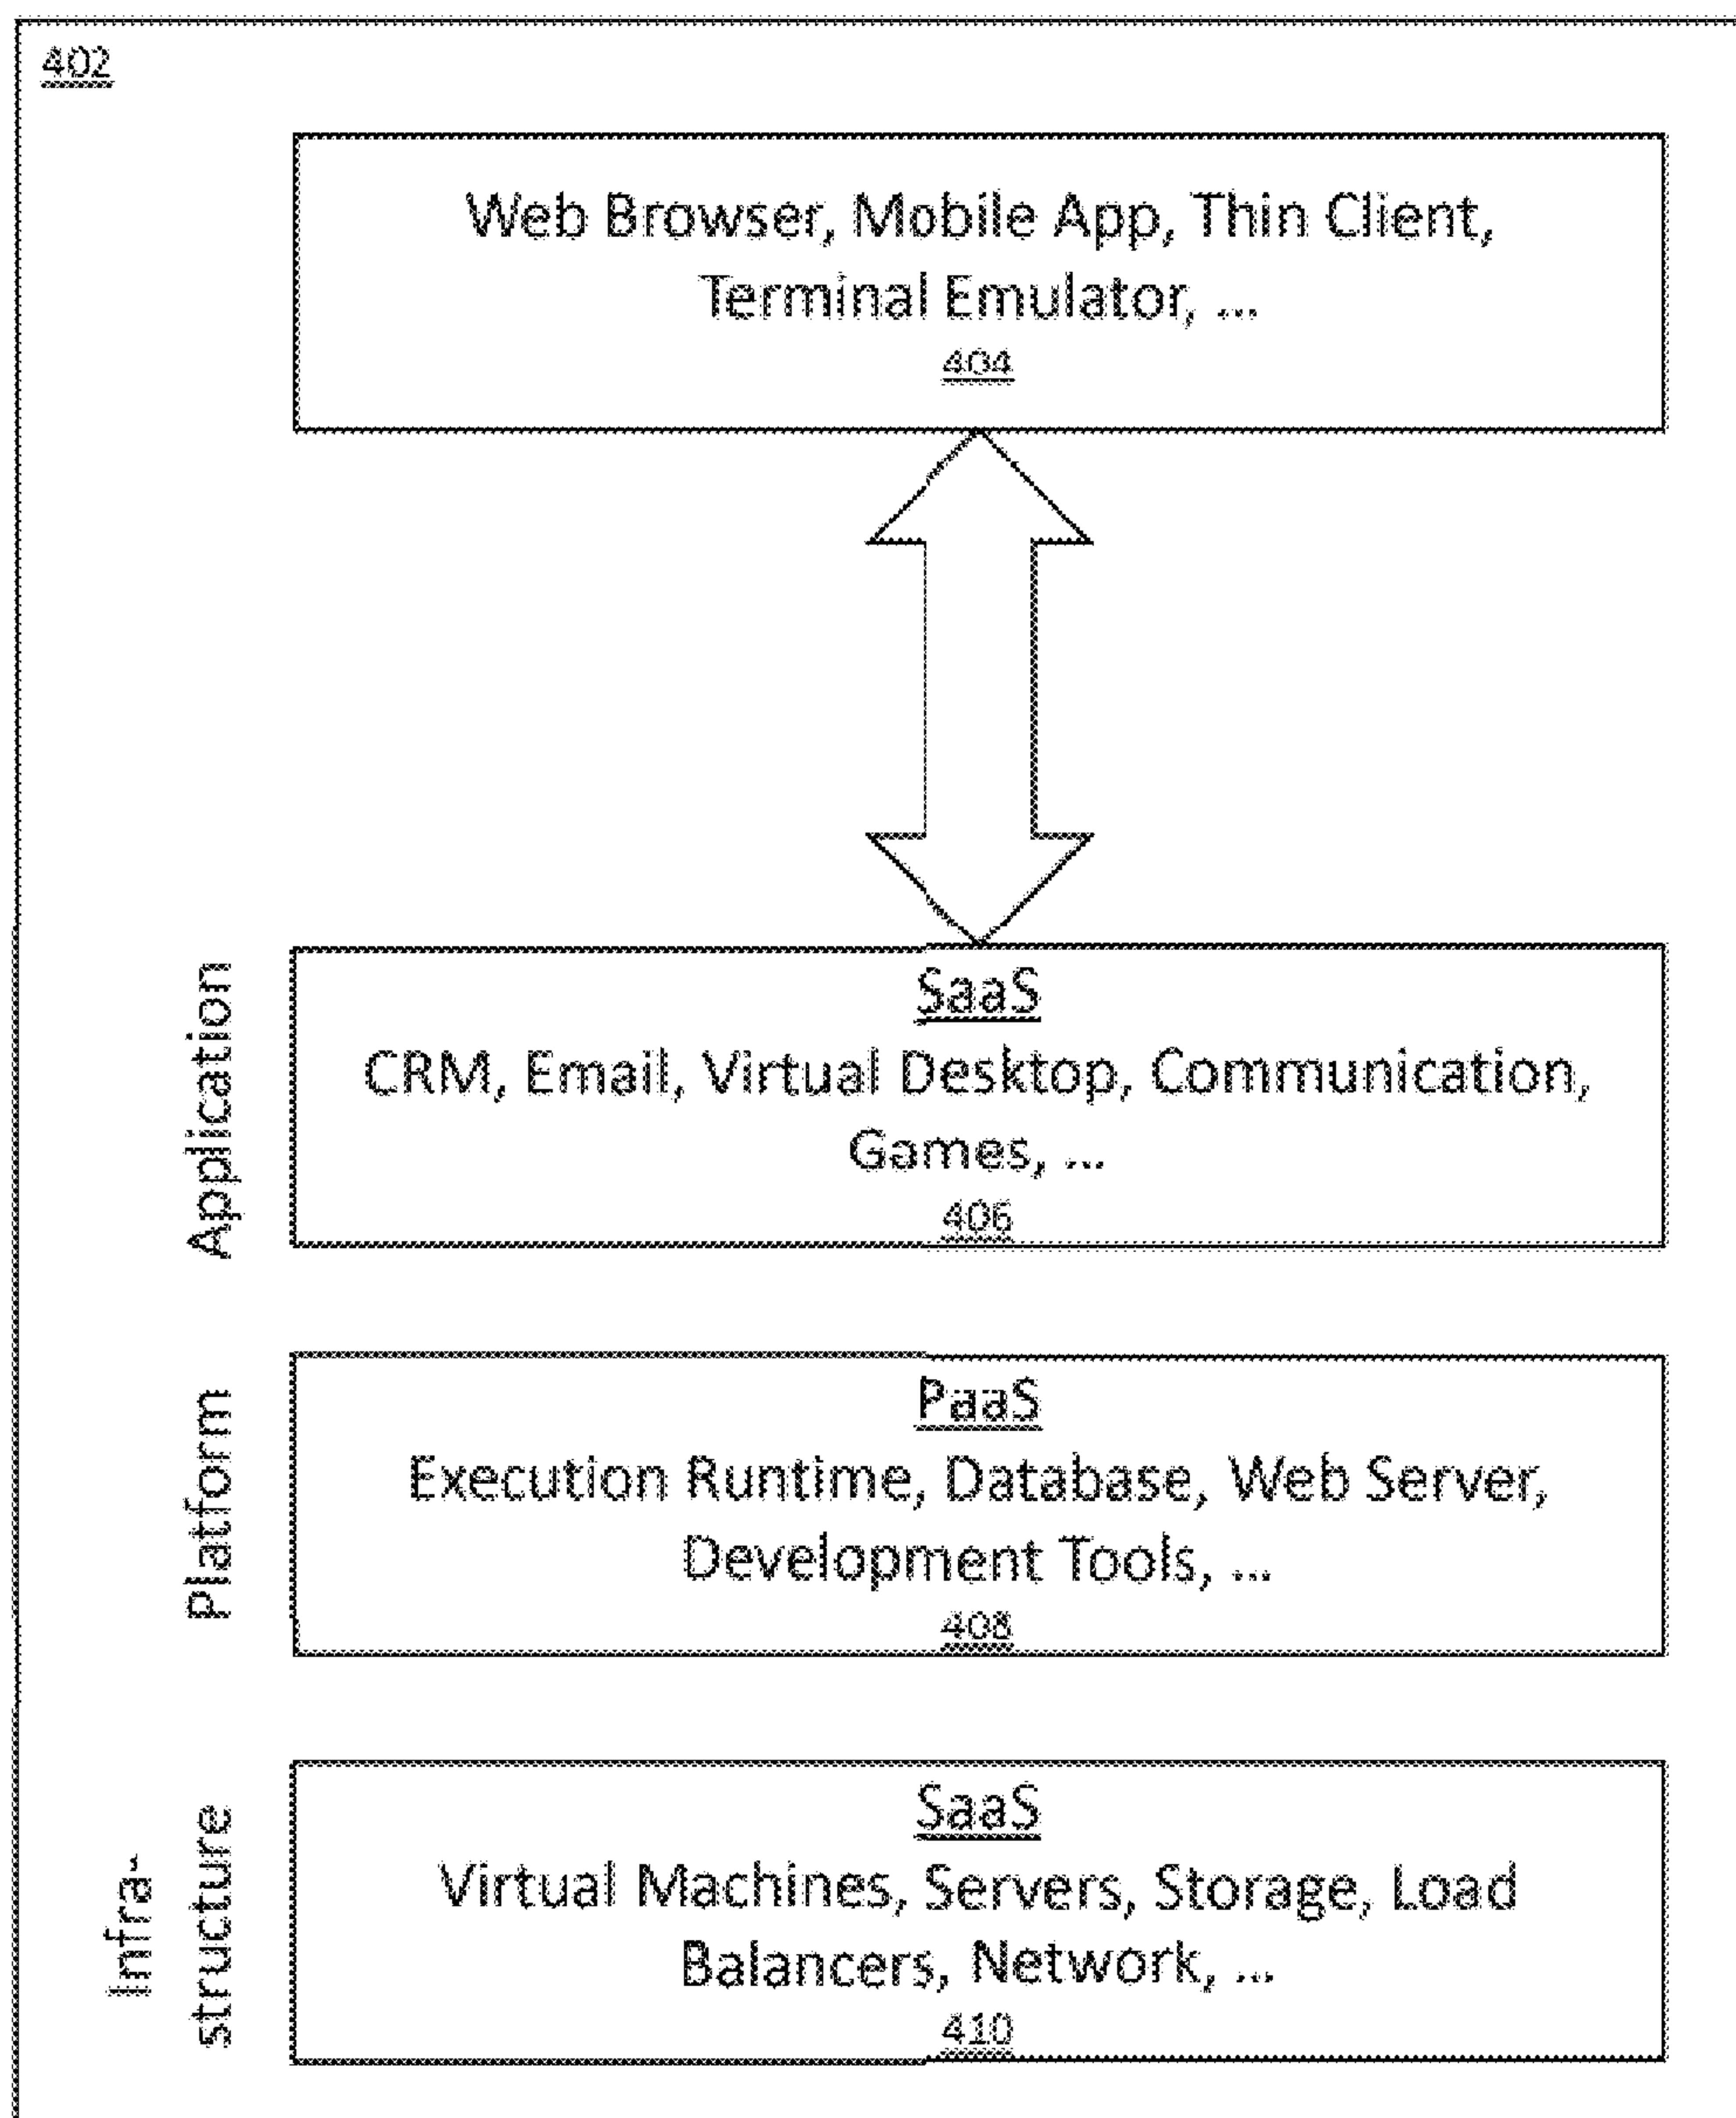 402
Web Browser, Mobile App, Thin Client,
Terminal Emulator, ...
404
Application
SaaS
CRM, Email, Virtual Desktop, Communication,
Games, ...
406
Platform
PaaS
Execution Runtime, Database, Web Server,
Development Tools, ...
408
Infra-
structure
SaaS
Virtual Machines, Servers, Storage, Load
Balancers, Network, ...
410